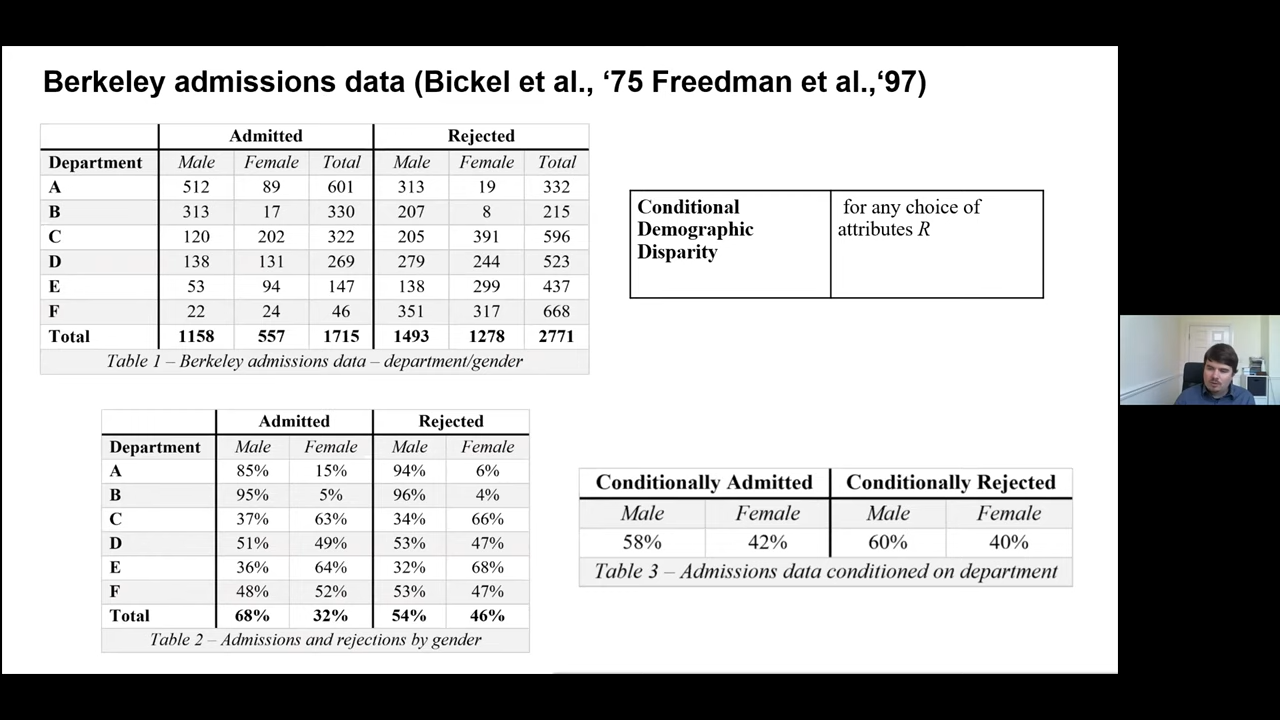 Berkeley admissions data (Bickel et al., ‘75 Freedman et al.,‘97)
Admitted Rejected
Department Male Female Total Male Female Total
A 512 89 601 313 19 332
B 313 17 330 207 8 215
C 120 202 322 205 391 596
D 138 131 269 279 244 523
E 53 94 147 138 299 437
F 22 24 46 351 317 668
Total 1158 557 1715 1493 1278 2771
Table 1 – Berkeley admissions data – department/gender
Conditional
Demographic
Disparity
for any choice of
attributes R
Admitted Rejected
Department Male Female Male Female
A 85% 15% 94% 6%
B 95% 5% 96% 4%
C 37% 63% 34% 66%
D 51% 49% 53% 47%
E 36% 64% 32% 68%
F 48% 52% 53% 47%
Total 68% 32% 54% 46%
Table 2 – Admissions and rejections by gender
Conditionally Admitted Conditionally Rejected
Male Female Male Female
58% 42% 60% 40%
Table 3 – Admissions data conditioned on department